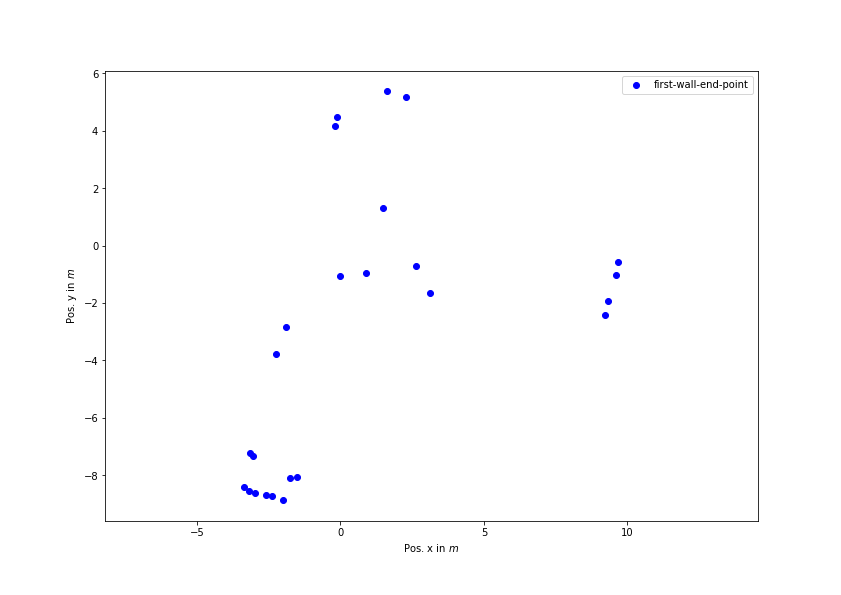 first-wall-end-point
6
4
2
0
−2
−4
−6
−8
Pos. y in m
−5 0 5 10
Pos. x in m